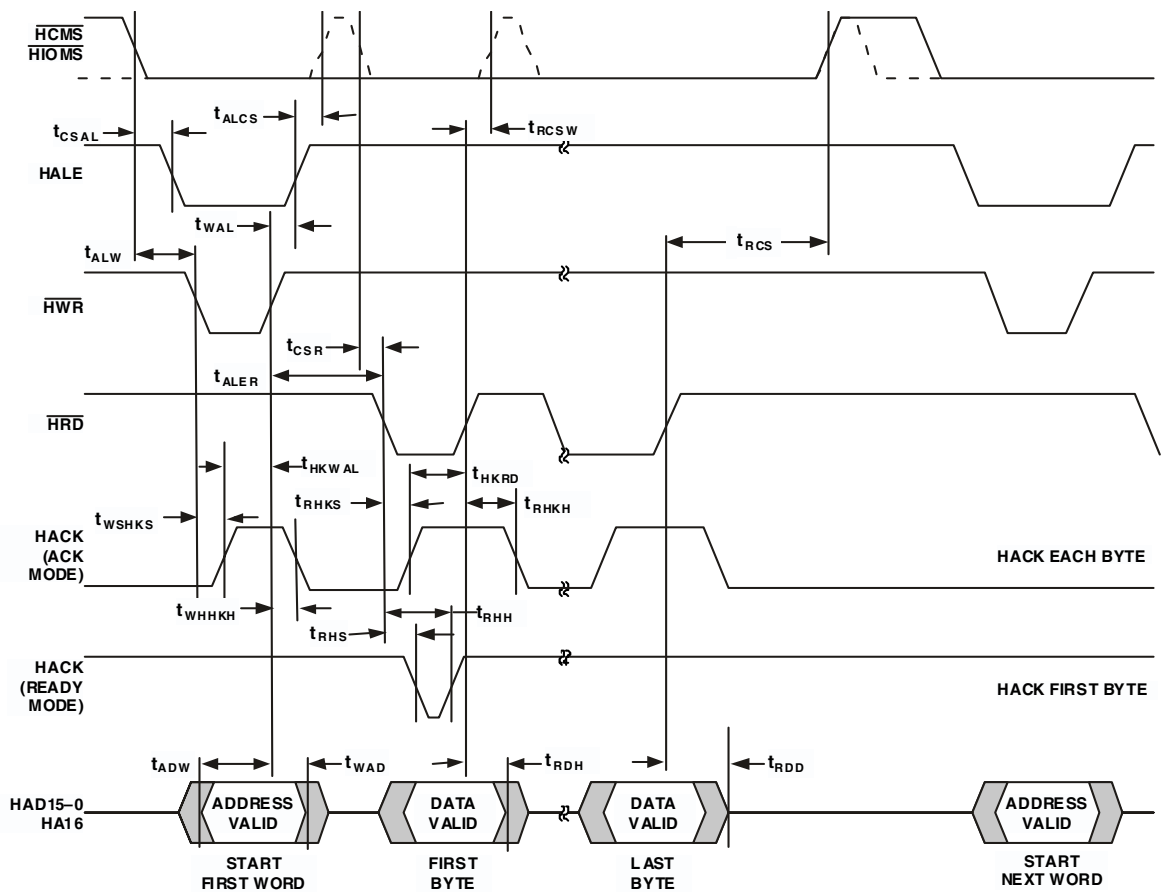 HCMS
HIOMS
tALCS
tCSAL
tRCSW
HALE
tWAL
tALW
tRCS
HWR
tCSR
tALER
HRD
tHKWAL
tHKRD
tRHKS
tRHKH
tWSHKS
HACK
(ACK
MODE)
HACK EACH BYTE
tWHHKH
tRHH
tRHS
HACK
(READY
MODE)
HACK FIRST BYTE
tADW
tWAD
tRDH
tRDD
HAD15–0
HA16
ADDRESS
VALID
DATA
VALID
DATA
VALID
ADDRESS
VALID
START
FIRST WORD
FIRST
BYTE
LAST
BYTE
START
NEXT WORD